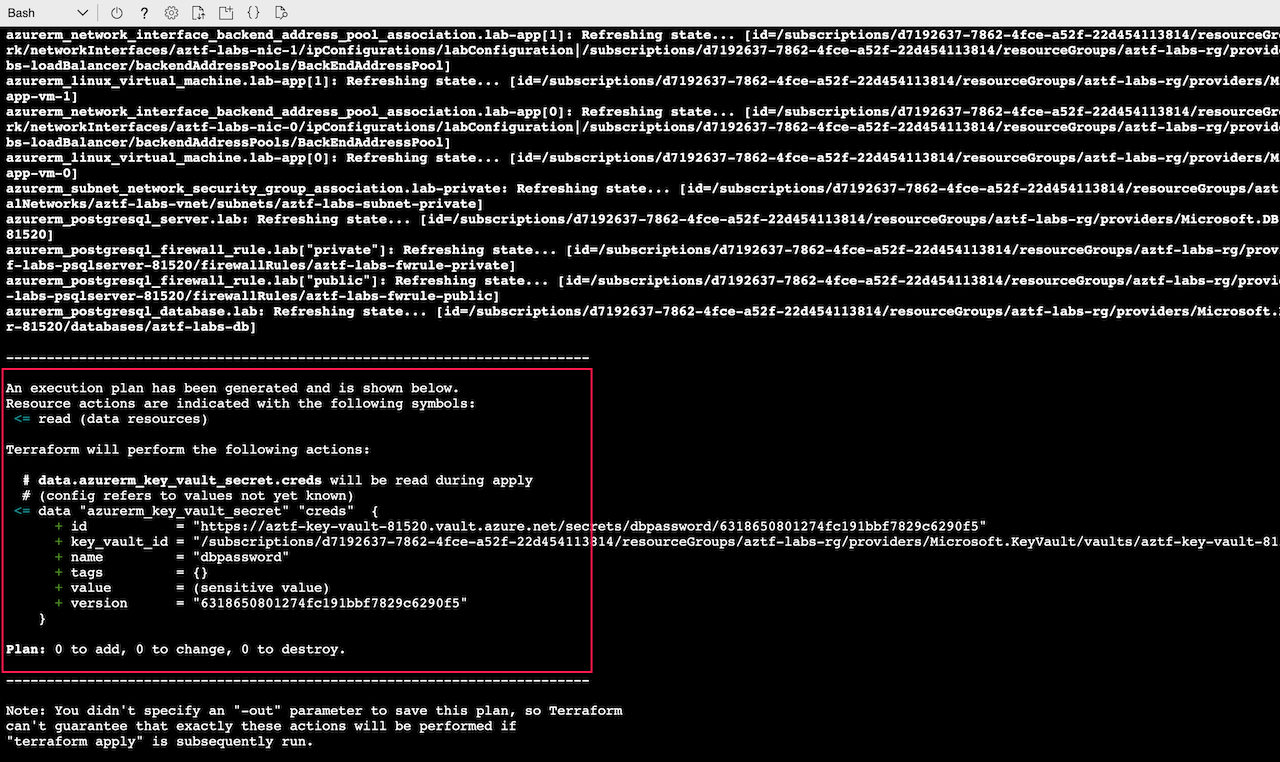 Bash
azurerm_network_interface_backend_address_pool_association.lab-app[1]: Refreshing state... [id=/subscriptions/d7192637-7862-4fce-a52f-22d454113814/resourceGr
rk/networkInterfaces/aztf-labs-nic-1/ipConfigurations/labConfiguration|/subscriptions/d7192637-7862-4fce-a52f-22d454113814/resourceGroups/aztf-labs-rg/provid
bs-loadBalancer/backendAddressPools/BackEndAddressPool]
azurerm_linux_virtual_machine.lab-app[1]: Refreshing state... [id=/subscriptions/d7192637-7862-4fce-a52f-22d454113814/resourceGroups/aztf-labs-rg/providers/M
app-vm-1]
azurerm_network_interface_backend_address_pool_association.lab-app[0]: Refreshing state... [id=/subscriptions/d7192637-7862-4fce-a52f-22d454113814/resourceGr
rk/networkInterfaces/aztf-labs-nic-0/ipConfigurations/labConfiguration|/subscriptions/d7192637-7862-4fce-a52f-22d454113814/resourceGroups/aztf-labs-rg/provid
bs-loadBalancer/backendAddressPools/BackEndAddressPool]
azurerm_linux_virtual_machine.lab-app[0]: Refreshing state... [id=/subscriptions/d7192637-7862-4fce-a52f-22d454113814/resourceGroups/aztf-labs-rg/providers/M
app-vm-0]
azurerm_subnet_network_security_group_association.lab-private: Refreshing state... [id=/subscriptions/d7192637-7862-4fce-a52f-22d454113814/resourceGroups/azt
alNetworks/aztf-labs-vnet/subnets/aztf-labs-subnet-private]
azurerm_postgresql_server.lab: Refreshing state... [id=/subscriptions/d7192637-7862-4fce-a52f-22d454113814/resourceGroups/aztf-labs-rg/providers/Microsoft.DB
81520]
azurerm_postgresql_firewall_rule.lab["private"]: Refreshing state... [id=/subscriptions/d7192637-7862-4fce-a52f-22d454113814/resourceGroups/aztf-labs-rg/provi
f-labs-psqlserver-81520/firewallRules/aztf-labs-fwrule-private]
azurerm_postgresql_firewall_rule.lab["public"]: Refreshing state... [id=/subscriptions/d7192637-7862-4fce-a52f-22d454113814/resourceGroups/aztf-labs-rg/provi
-labs-psqlserver-81520/firewallRules/aztf-labs-fwrule-public]
azurerm_postgresql_database.lab: Refreshing state... [id=/subscriptions/d7192637-7862-4fce-a52f-22d454113814/resourceGroups/aztf-labs-rg/providers/Microsoft.
r-81520/databases/aztf-labs-db]
------------------------------------------------------------------------
An execution plan has been generated and is shown below.
Resource actions are indicated with the following symbols:
 <= read (data resources)
Terraform will perform the following actions:
  # data.azurerm_key_vault_secret.creds will be read during apply
  # (config refers to values not yet known)
 <= data "azurerm_key_vault_secret" "creds"  {
      + id           = "https://aztf-key-vault-81520.vault.azure.net/secrets/dbpassword/6318650801274fc191bbf7829c6290f5"
      + key_vault_id = "/subscriptions/d7192637-7862-4fce-a52f-22d454113814/resourceGroups/aztf-labs-rg/providers/Microsoft.KeyVault/vaults/aztf-key-vault-81
      + name         = "dbpassword"
      + tags         = {}
      + value        = (sensitive value)
      + version      = "6318650801274fc191bbf7829c6290f5"
    }
Plan: 0 to add, 0 to change, 0 to destroy.
------------------------------------------------------------------------
Note: You didn't specify an "-out" parameter to save this plan, so Terraform
can't guarantee that exactly these actions will be performed if
"terraform apply" is subsequently run.